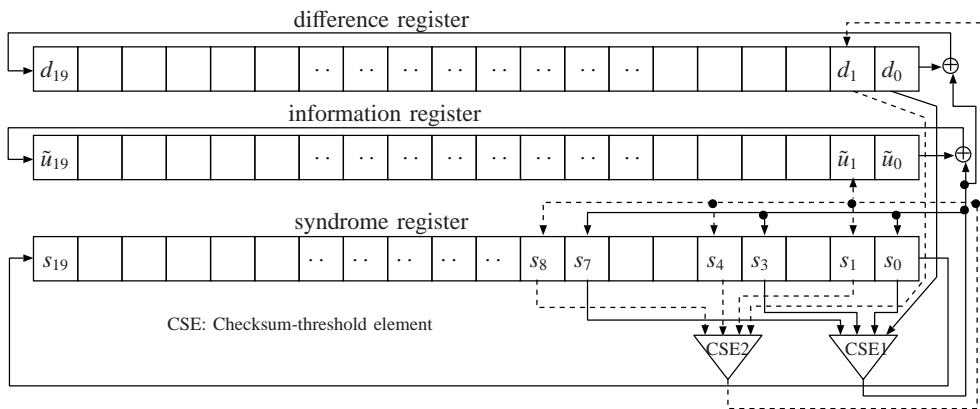 difference register
d₁₉ ·· ·· ·· ·· ·· ·· ·· ·· d₁ d₀ ⊕
information register
ũ₁₉ ·· ·· ·· ·· ·· ·· ·· ·· ũ₁ ũ₀ ⊕
syndrome register
s₁₉ ·· ·· ·· ·· ·· s₈ s₇ s₄ s₃ s₁ s₀
CSE: Checksum-threshold element
CSE2 CSE1